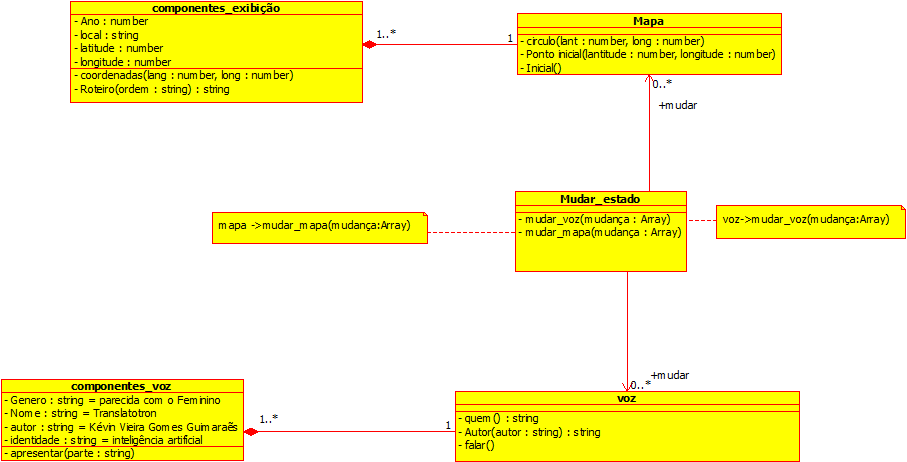 componentes_exibição
- Ano : number
- local : string
- latitude : number
- longitude : number
- coordenadas(lang : number, long : number)
- Roteiro(ordem : string) : string
1..*
1
Mapa
- circulo(lant : number, long : number)
- Ponto inicial(lantitude : number, longitude : number)
- Inicial()
0..*
+mudar
Mudar_estado
- mudar_voz(mudança : Array)
- mudar_mapa(mudança : Array)
mapa ->mudar_mapa(mudança:Array)
voz->mudar_voz(mudança:Array)
+mudar
0..*
componentes_voz
- Genero : string = parecida com o Feminino
- Nome : string = Translatotron
- autor : string = Kévin Vieira Gomes Guimaraẽs
- identidade : string = inteligência artificial
- apresentar(parte : string)
1..*
1
voz
- quem() : string
- Autor(autor : string) : string
- falar()